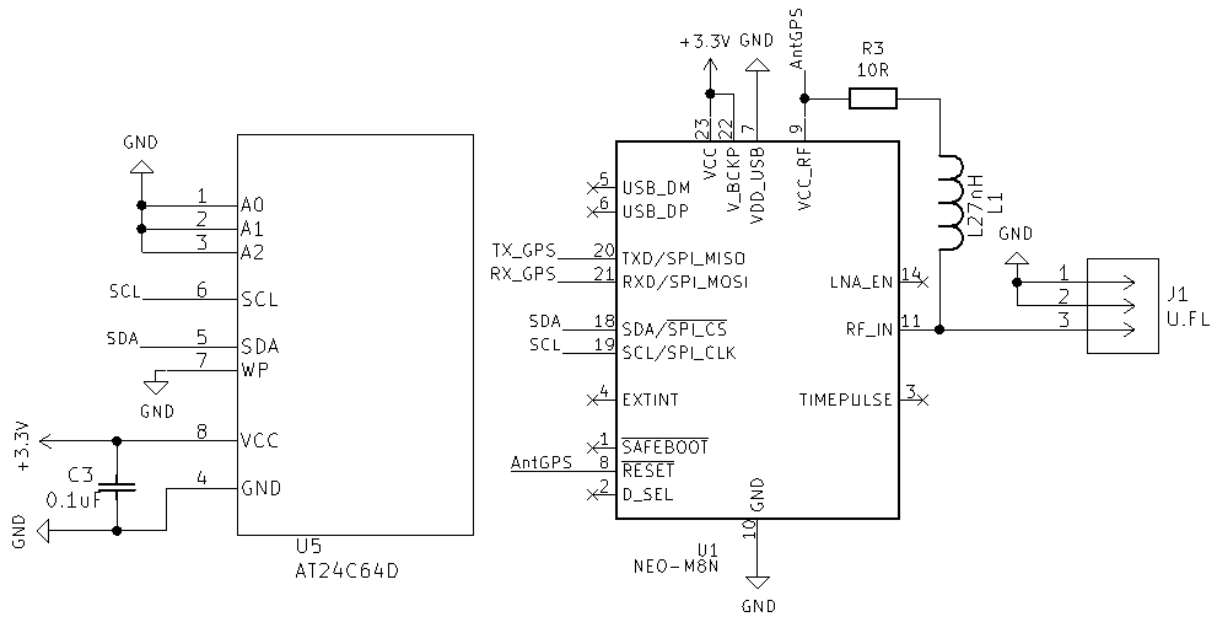 GND
1 A0
2 A1
3 A2
SCL 6 SCL
SDA 5 SDA
7 WP
GND
+3.3V 8 VCC
C3
0.1uF
4 GND
GND
U5
AT24C64D
+3.3V GND AntGPS
R3
10R
23 22 7 9
VCC V_BCKP VDD_USB VCC_RF
5 USB_DM
6 USB_DP
TX_GPS 20 TXD/SPI_MISO
RX_GPS 21 RXD/SPI_MOSI
SDA 18 SDA/SPI_CS
SCL 19 SCL/SPI_CLK
4 EXTINT
1 SAFEBOOT
AntGPS 8 RESET
2 D_SEL
LNA_EN 14
RF_IN 11
TIMEPULSE 3
GND
10
U1
NEO-M8N
GND
L27nH
L1
GND
1
2
3
J1
U.FL